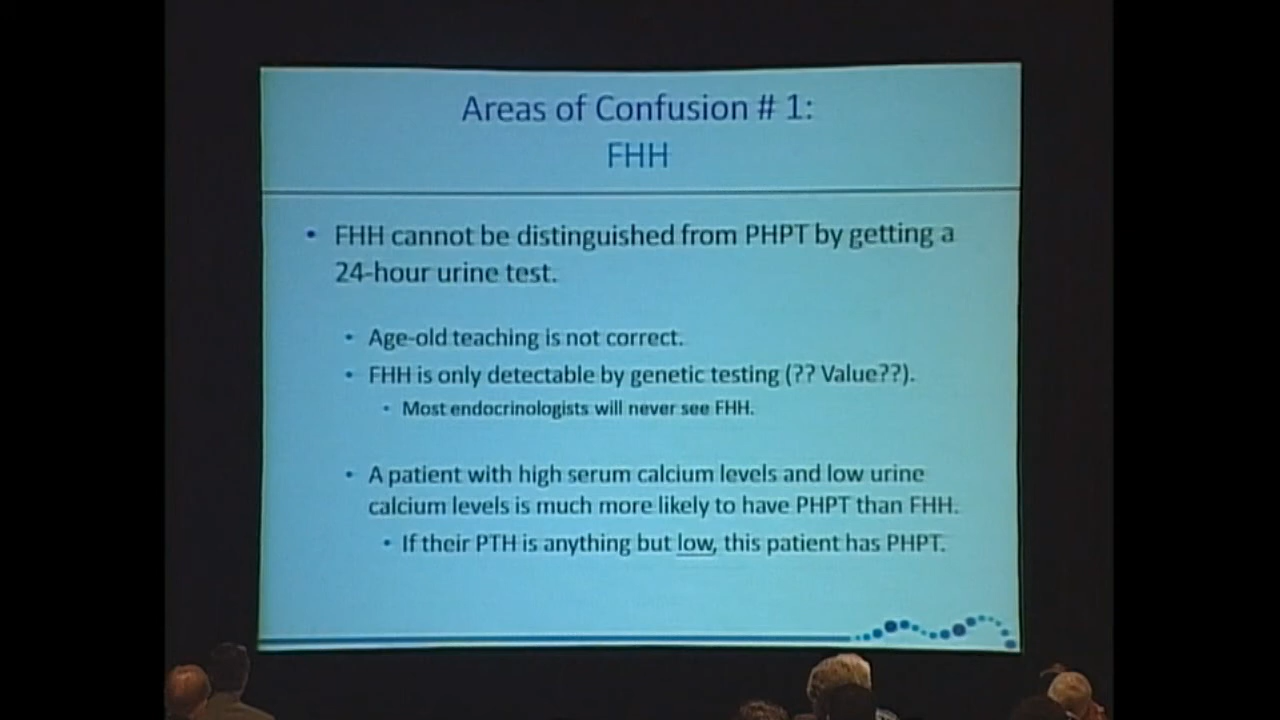 Areas of Confusion # 1:
FHH
• FHH cannot be distinguished from PHPT by getting a
24-hour urine test.
• Age-old teaching is not correct.
• FHH is only detectable by genetic testing (?? Value??).
• Most endocrinologists will never see FHH.
• A patient with high serum calcium levels and low urine
calcium levels is much more likely to have PHPT than FHH.
• If their PTH is anything but low, this patient has PHPT.